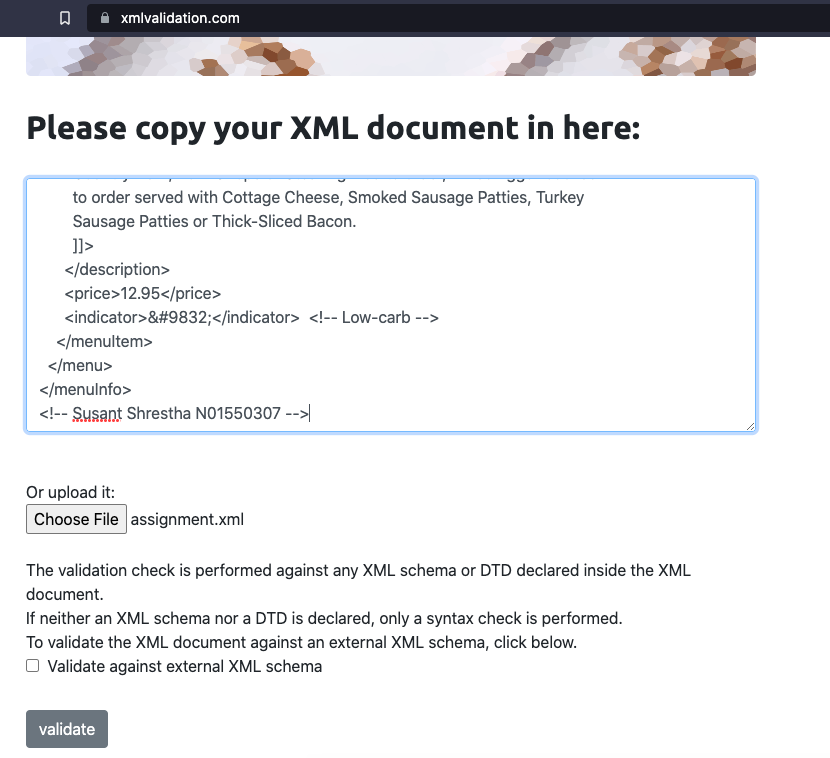 xmlvalidation.com
Please copy your XML document in here:
to order served with Cottage Cheese, Smoked Sausage Patties, Turkey
Sausage Patties or Thick-Sliced Bacon.
]]>
</description>
<price>12.95</price>
<indicator>&#9832;</indicator> <!-- Low-carb -->
</menuItem>
</menu>
</menuInfo>
<!-- Susant Shrestha N01550307 -->
Or upload it:
Choose File assignment.xml
The validation check is performed against any XML schema or DTD declared inside the XML
document.
If neither an XML schema nor a DTD is declared, only a syntax check is performed.
To validate the XML document against an external XML schema, click below.
Validate against external XML schema
validate